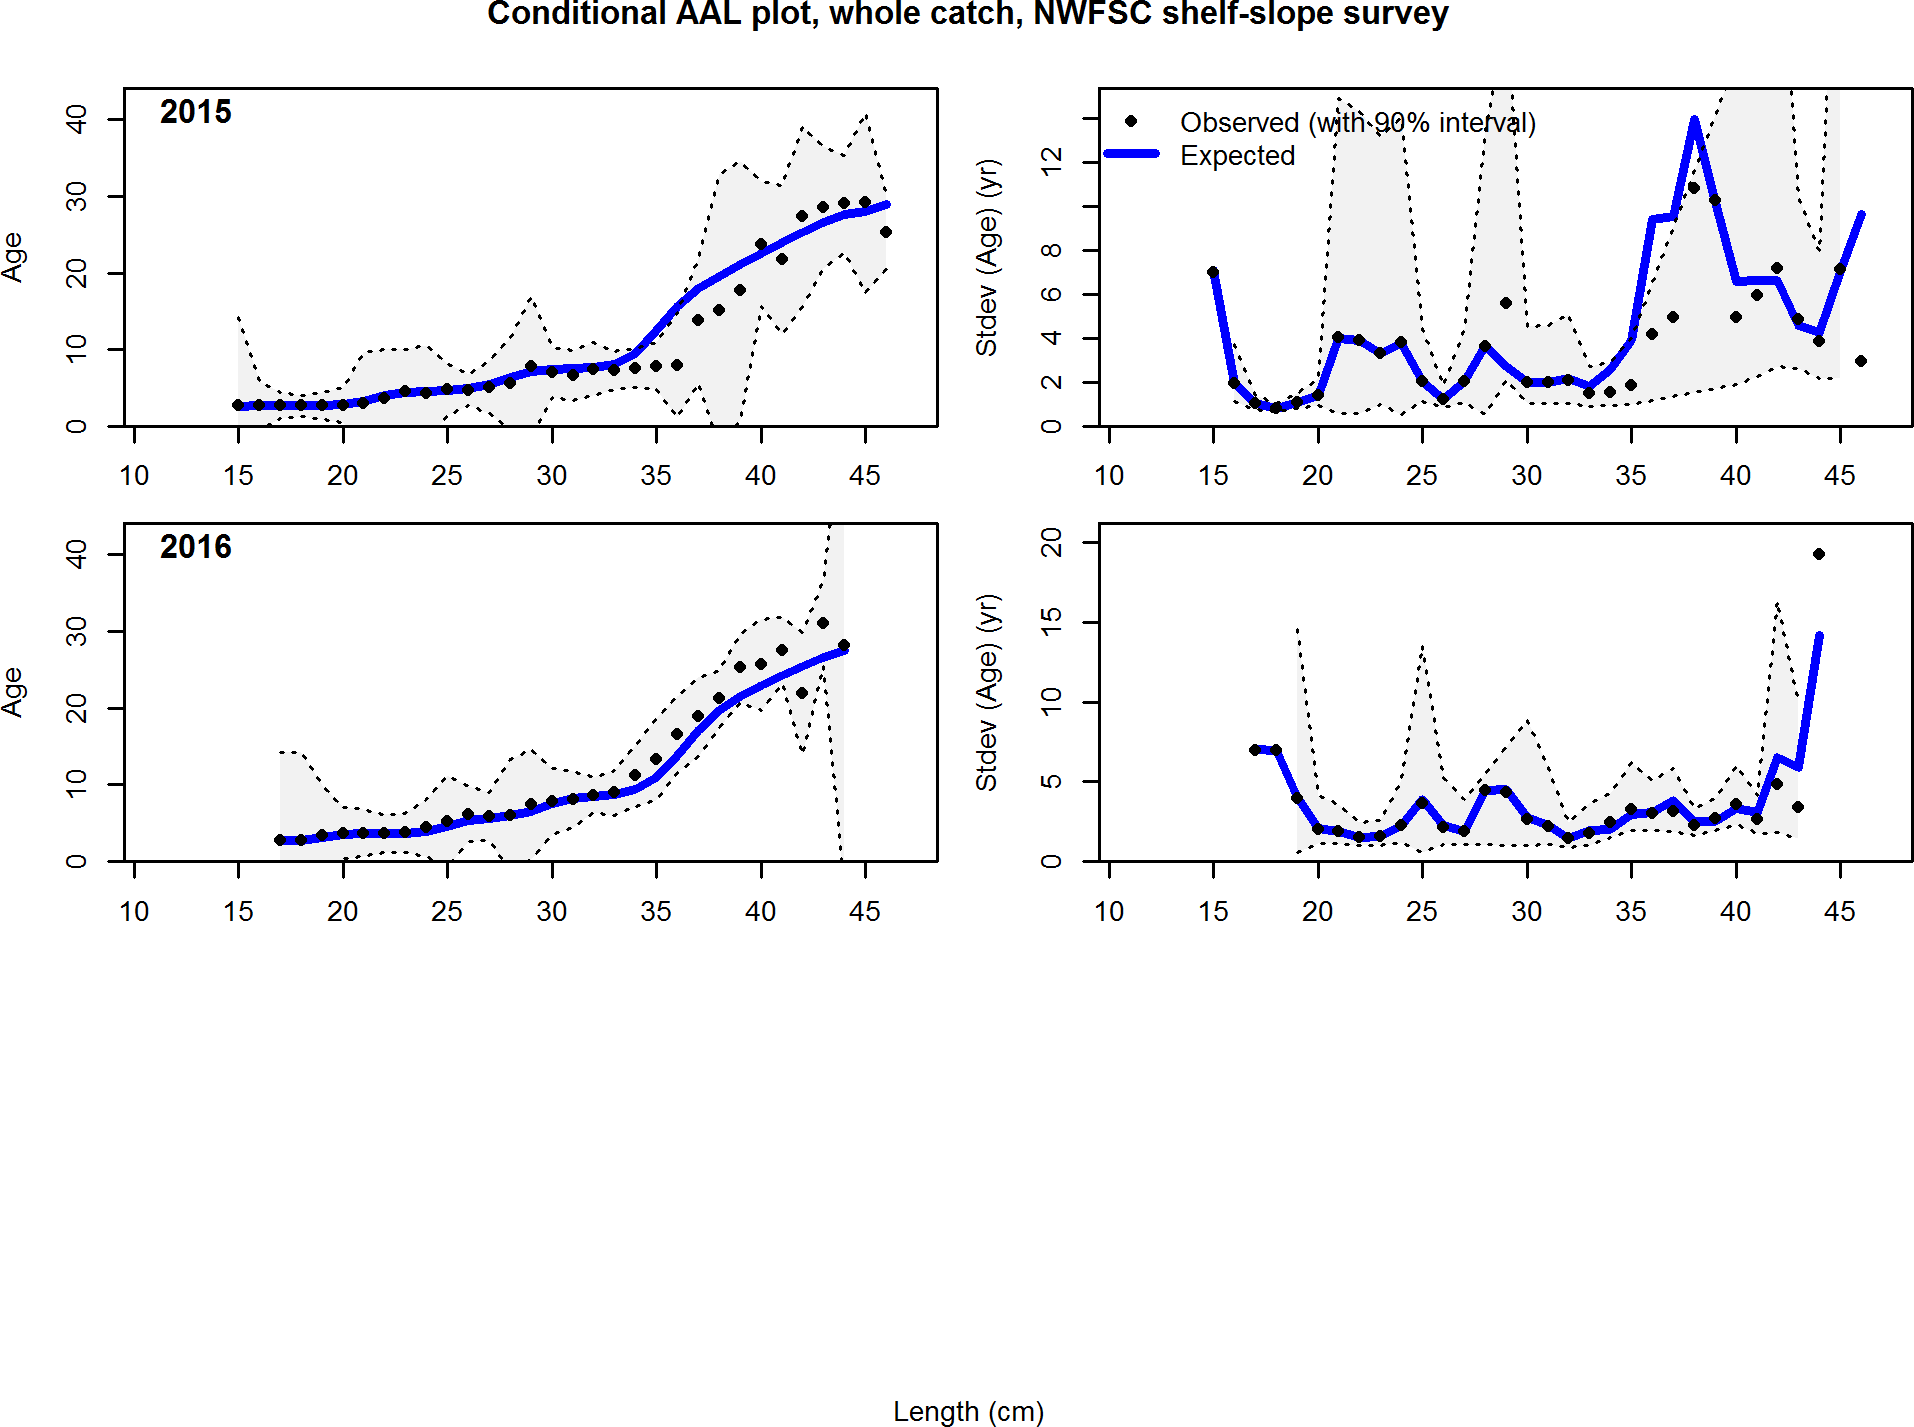 Conditional AAL plot, whole catch, NWFSC shelf-slope survey
2015
Age
0 10 20 30 40
10 15 20 25 30 35 40 45
Observed (with 90% interval)
Expected
Stdev (Age) (yr)
0 2 4 6 8 12
10 15 20 25 30 35 40 45
2016
Age
0 10 20 30 40
10 15 20 25 30 35 40 45
Stdev (Age) (yr)
0 5 10 15 20
10 15 20 25 30 35 40 45
Length (cm)